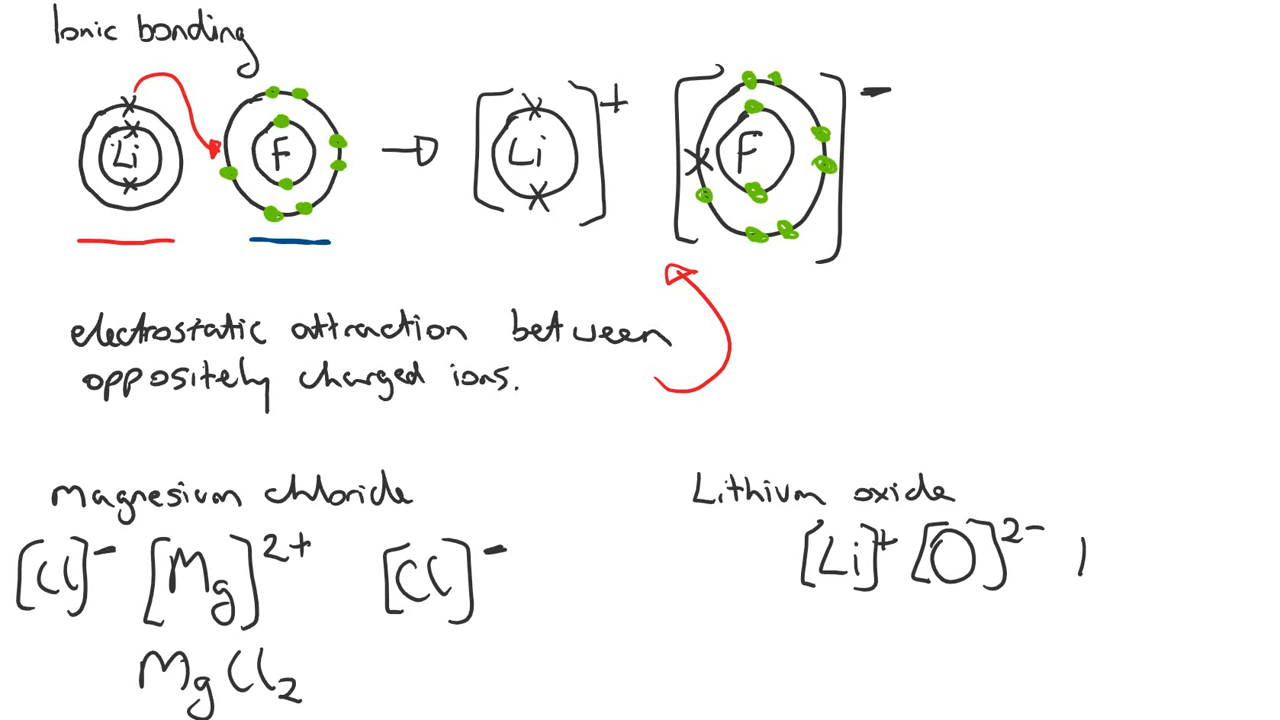 Ionic bonding
Li F → [Li]⁺ [F]⁻
electrostatic attraction between
oppositely charged ions.
Magnesium chloride
[Cl]⁻ [Mg]²⁺ [Cl]⁻
MgCl₂
Lithium oxide
[Li]⁺ [O]²⁻